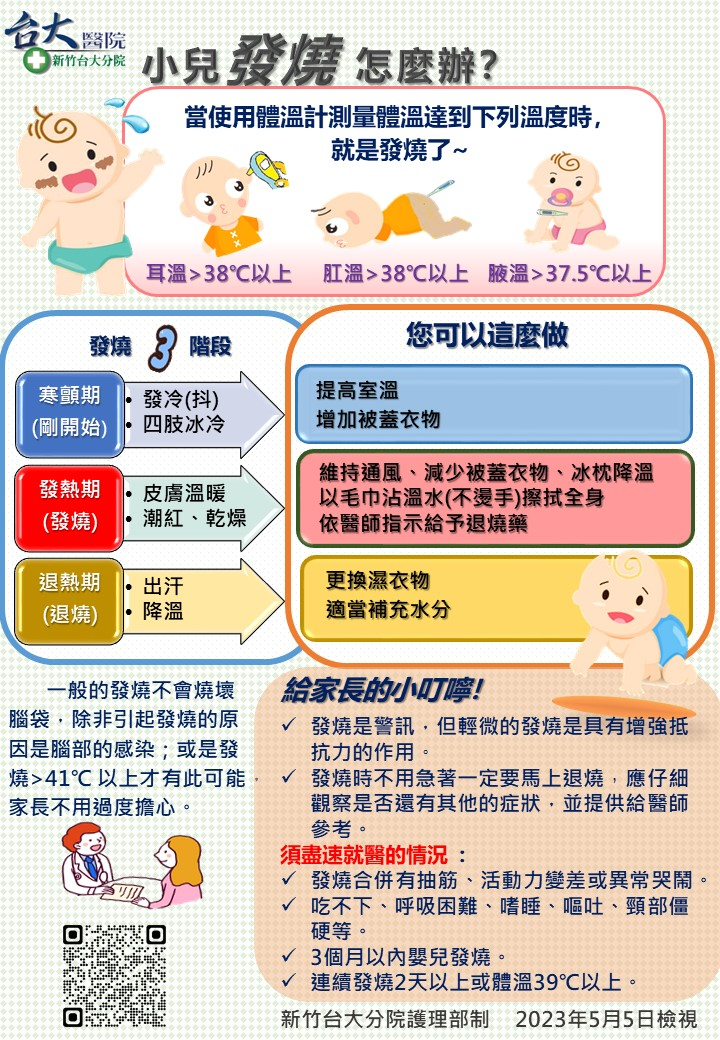 台大醫院
新竹台大分院
小兒發燒 怎麼辦?
當使用體溫計測量體溫達到下列溫度時,
就是發燒了~
耳溫>38℃以上 肛溫>38℃以上 腋溫>37.5℃以上
發燒 3 階段
您可以這麼做
寒顫期
(剛開始)
• 發冷(抖)
• 四肢冰冷
提高室溫
增加被蓋衣物
發熱期
(發燒)
• 皮膚溫暖
• 潮紅、乾燥
維持通風、減少被蓋衣物、冰枕降溫
以毛巾沾溫水(不燙手)擦拭全身
依醫師指示給予退燒藥
退熱期
(退燒)
• 出汗
• 降溫
更換濕衣物
適當補充水分
一般的發燒不會燒壞
腦袋，除非引起發燒的原
因是腦部的感染；或是發
燒>41℃ 以上才有此可能，
家長不用過度擔心。
給家長的小叮嚀!
✓ 發燒是警訊，但輕微的發燒是具有增強抵
抗力的作用。
✓ 發燒時不用急著一定要馬上退燒，應仔細
觀察是否還有其他的症狀，並提供給醫師
參考。
須盡速就醫的情況：
✓ 發燒合併有抽筋、活動力變差或異常哭鬧。
✓ 吃不下、呼吸困難、嗜睡、嘔吐、頸部僵
硬等。
✓ 3個月以內嬰兒發燒。
✓ 連續發燒2天以上或體溫39℃以上。
新竹台大分院護理部制 2023年5月5日檢視